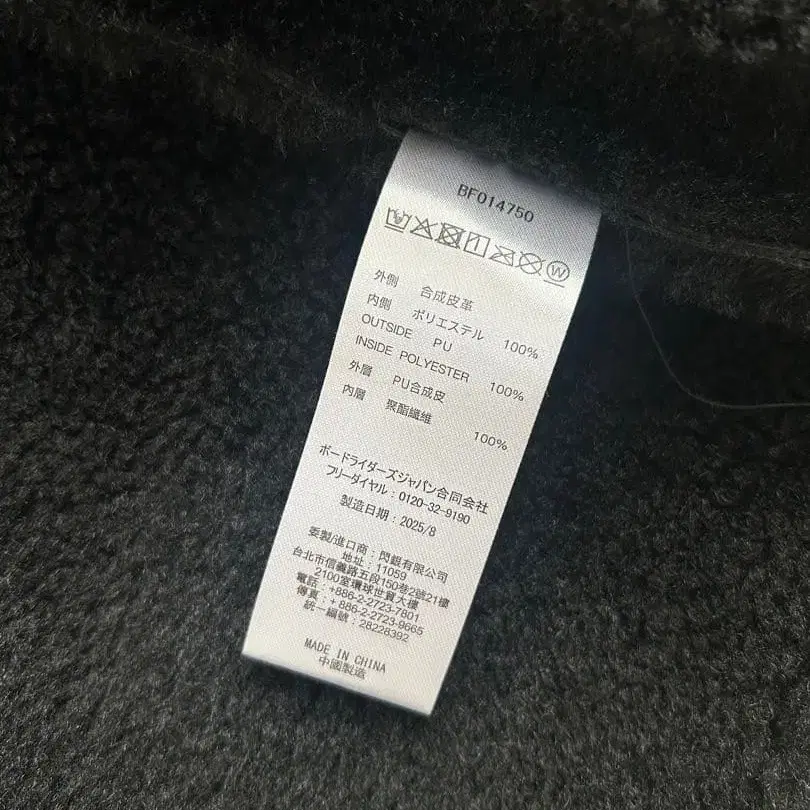 BF014750
外側 合成皮革
内側 ポリエステル 100%
OUTSIDE PU
INSIDE POLYESTER 100%
外層 PU合成皮
內層 聚酯纖維 100%
ボードライダーズジャパン合同会社
フリーダイヤル：0120-32-9190
製造日期：2025/8
委製/進口商：閃銀有限公司
地址：11059
台北市信義路五段150巷2號21樓
2100室環球世貿大樓
電話：+886-2-2723-7801
傳真：+886-2-2723-9665
統一編號：28228392
MADE IN CHINA
中國製造